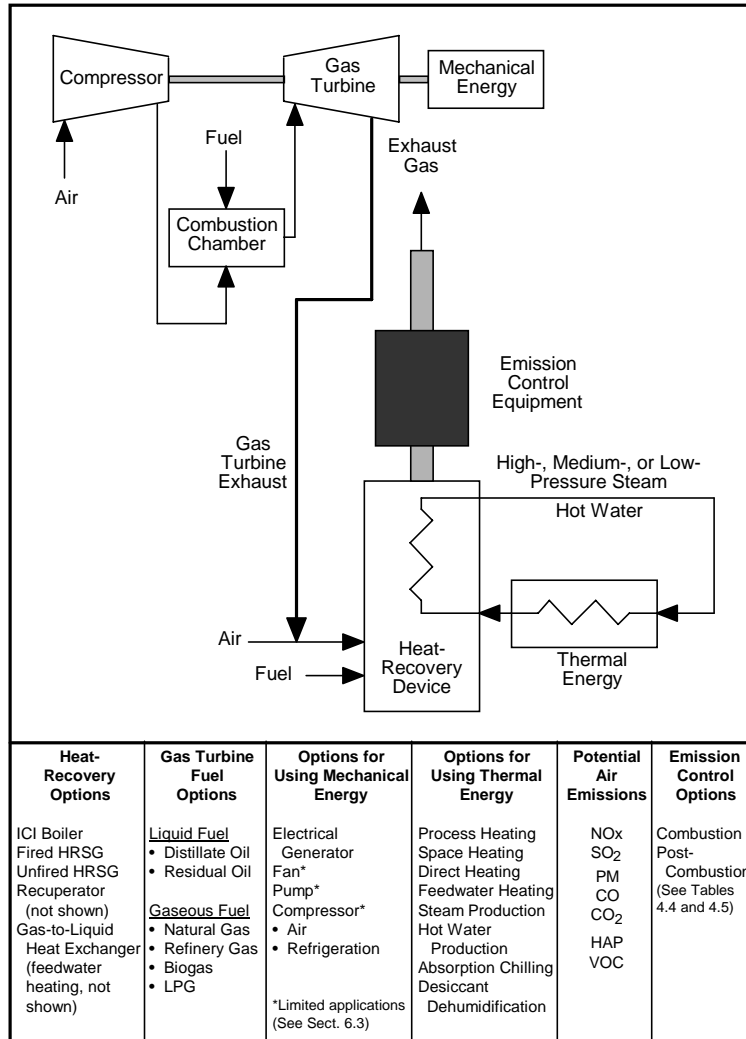 Compressor
Gas
Turbine
Mechanical
Energy
Air
Fuel
Combustion
Chamber
Exhaust
Gas
Emission
Control
Equipment
Gas
Turbine
Exhaust
High-, Medium-, or Low-
Pressure Steam
Hot Water
Air
Fuel
Heat-
Recovery
Device
Thermal
Energy
Heat-
Recovery
Options
ICI Boiler
Fired HRSG
Unfired HRSG
Recuperator
(not shown)
Gas-to-Liquid
Heat Exchanger
(feedwater
heating, not
shown)
Gas Turbine
Fuel
Options
Liquid Fuel
• Distillate Oil
• Residual Oil
Gaseous Fuel
• Natural Gas
• Refinery Gas
• Biogas
• LPG
Options for
Using Mechanical
Energy
Electrical
Generator
Fan*
Pump*
Compressor*
• Air
• Refrigeration
*Limited applications
(See Sect. 6.3)
Options for
Using Thermal
Energy
Process Heating
Space Heating
Direct Heating
Feedwater Heating
Steam Production
Hot Water
Production
Absorption Chilling
Desiccant
Dehumidification
Potential
Air
Emissions
NOx
SO2
PM
CO
CO2
HAP
VOC
Emission
Control
Options
Combustion
Post-
Combustion
(See Tables
4.4 and 4.5)